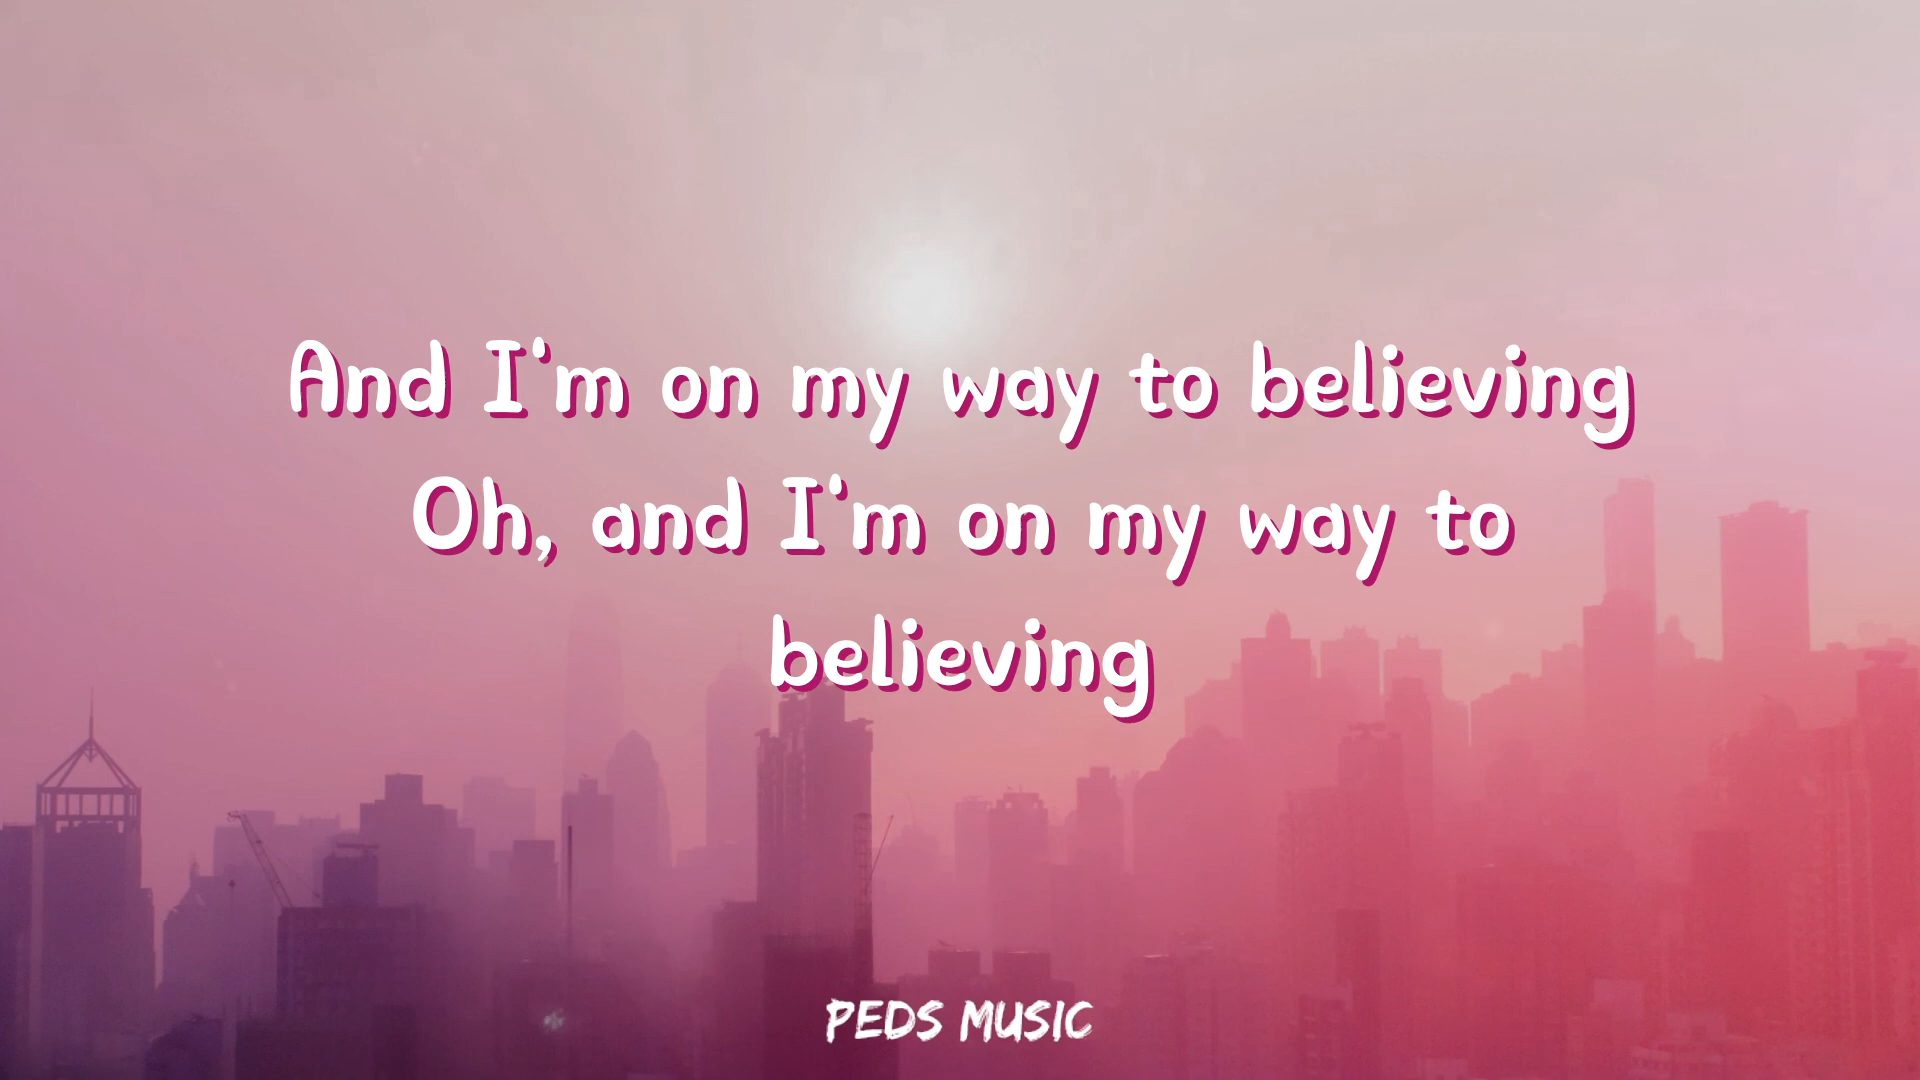 And I'm on my way to believing
Oh, and I'm on my way to
believing
PEDS MUSIC